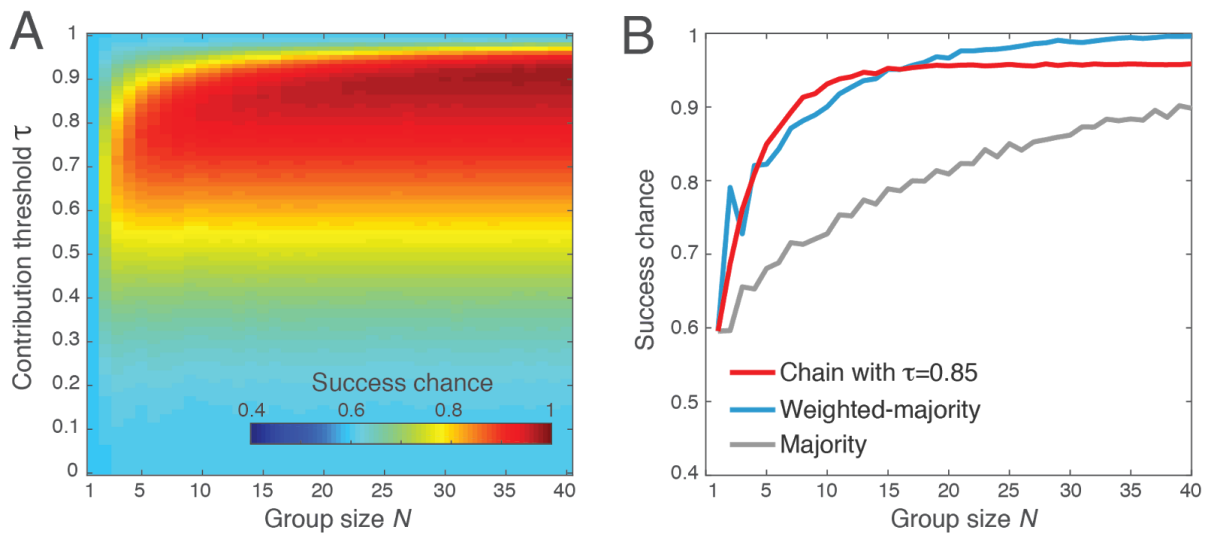 A
Contribution threshold τ
1
0.9
0.8
0.7
0.6
0.5
0.4
0.3
0.2
0.1
0
Success chance
0.4 0.6 0.8 1
1 5 10 15 20 25 30 35 40
Group size N
B
Success chance
1
0.9
0.8
0.7
0.6
0.5
0.4
Chain with τ=0.85
Weighted-majority
Majority
1 5 10 15 20 25 30 35 40
Group size N